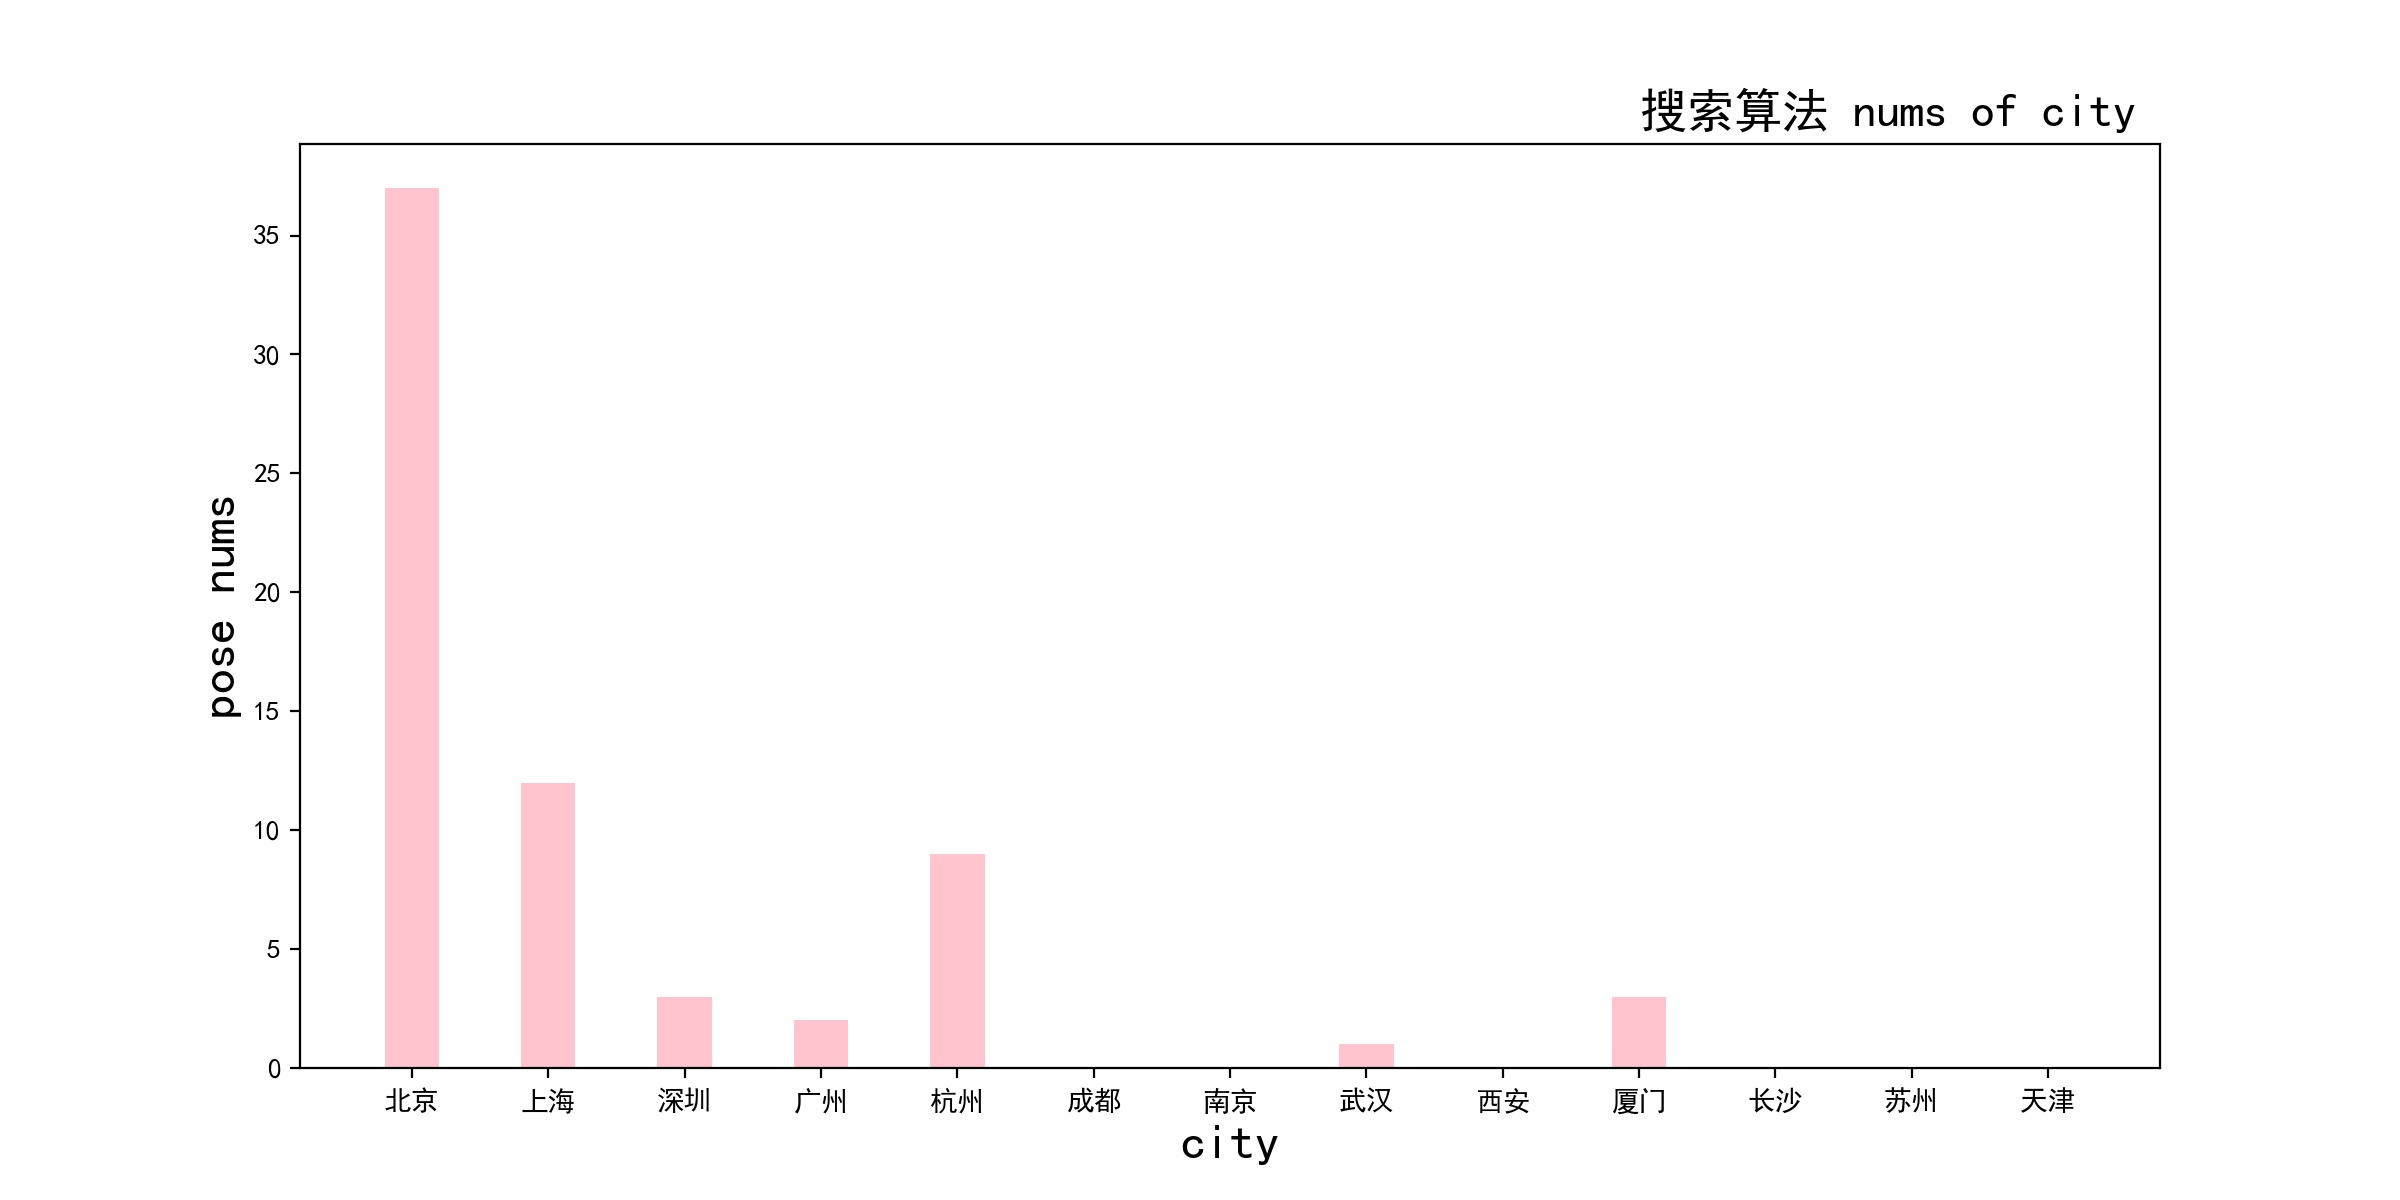 搜索算法 nums of city
pose nums
35
30
25
20
15
10
5
0
北京 上海 深圳 广州 杭州 成都 南京 武汉 西安 厦门 长沙 苏州 天津
city